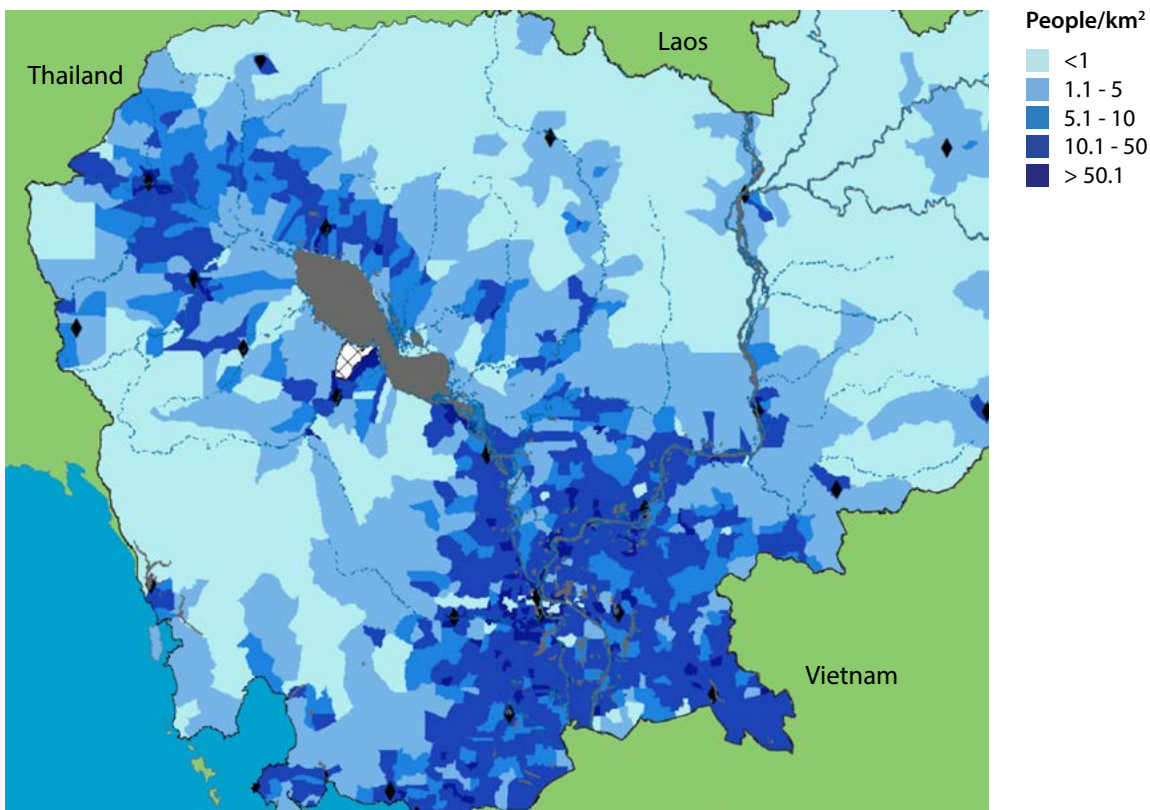 People/km²
<1
1.1 - 5
5.1 - 10
10.1 - 50
> 50.1
Laos
Thailand
Vietnam